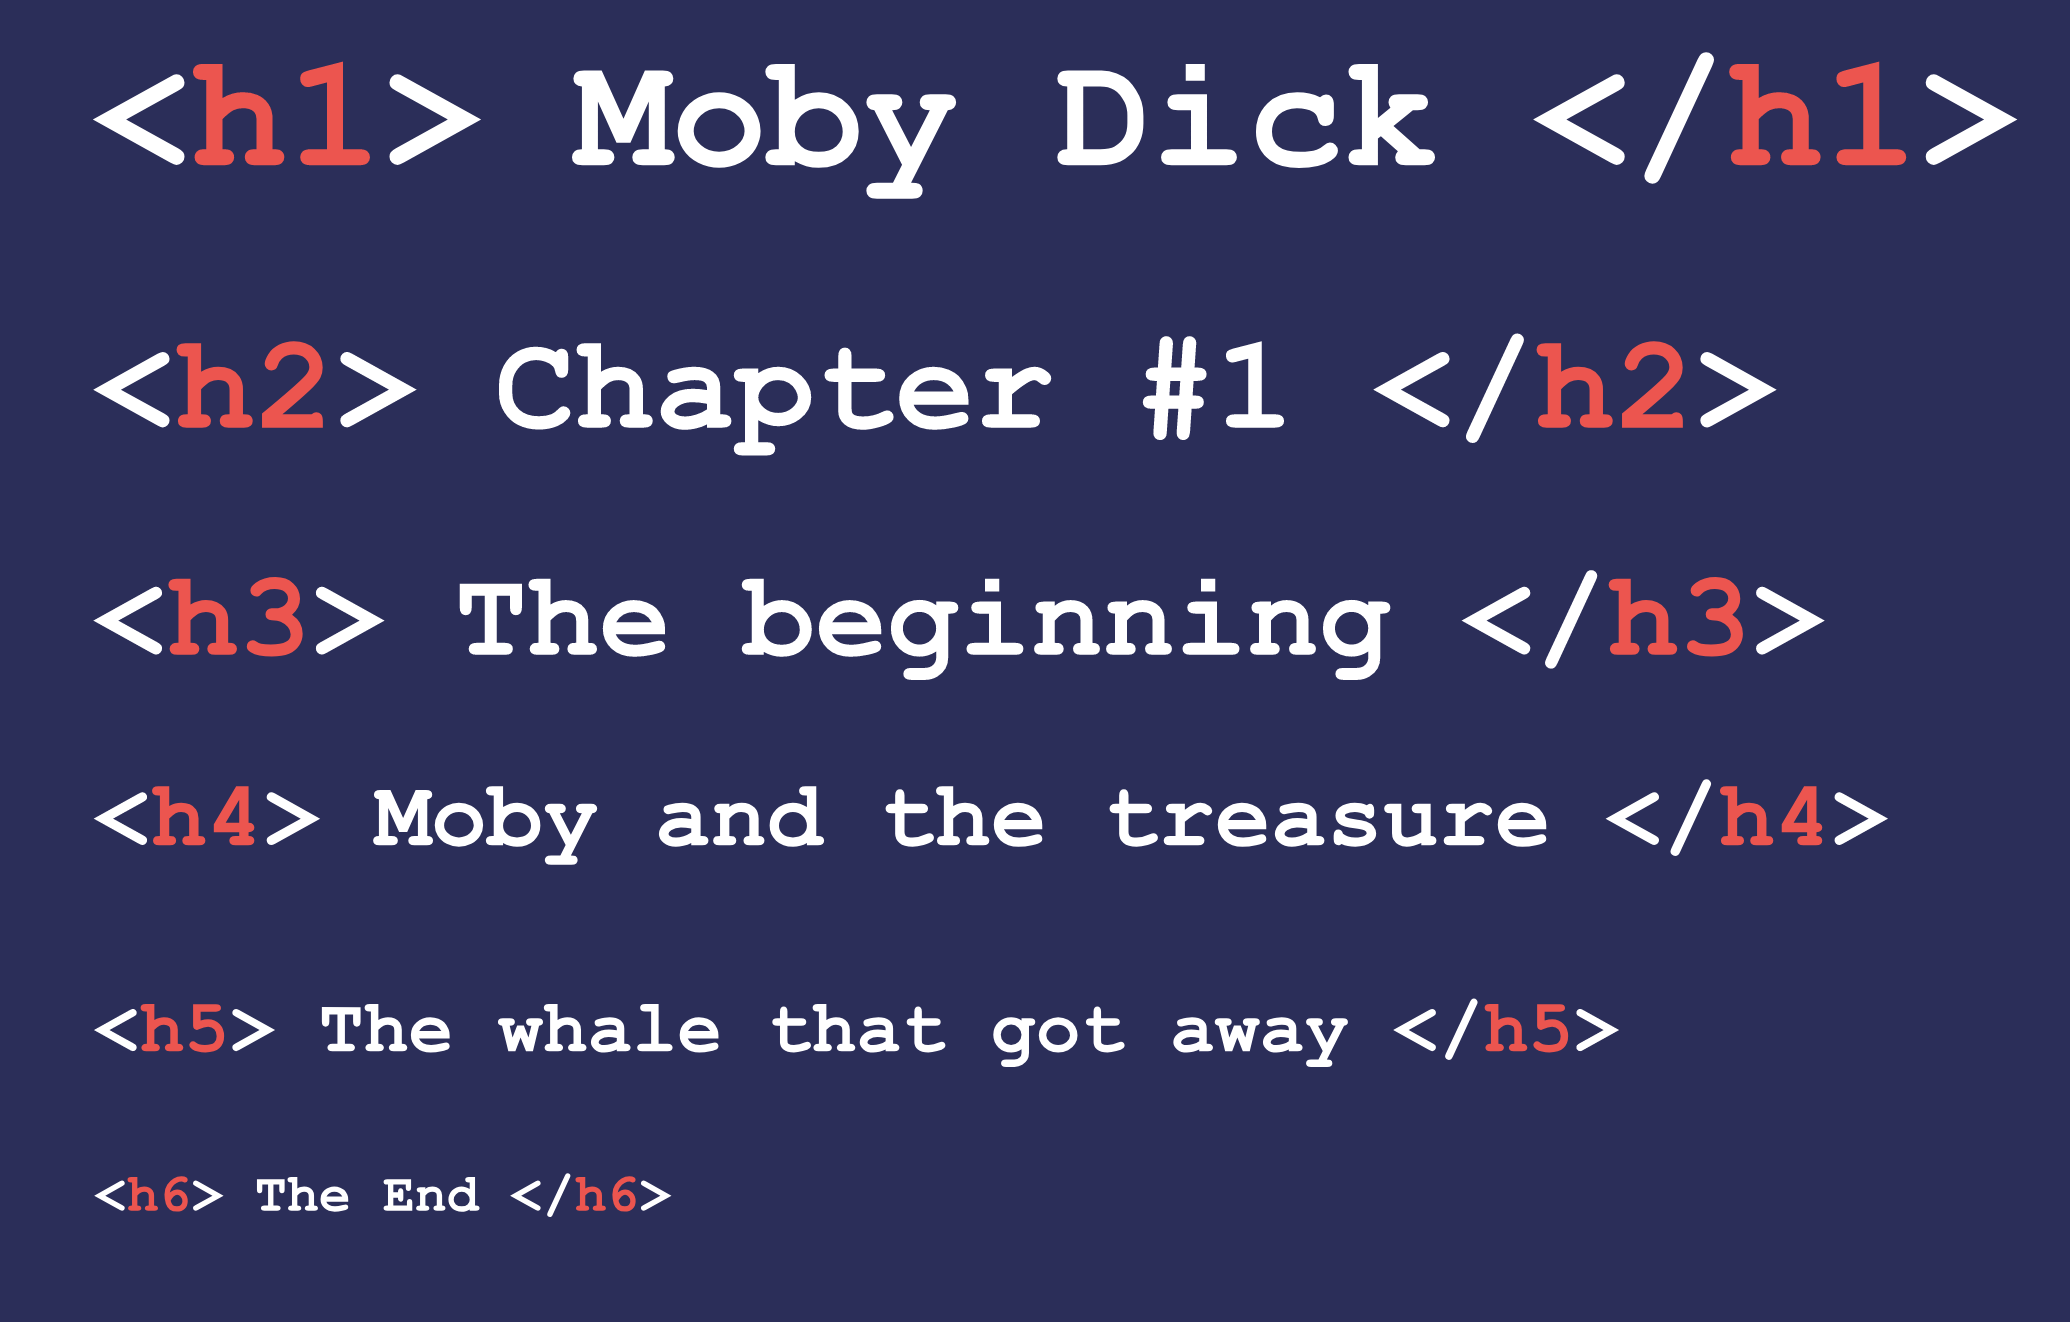 <h1> Moby Dick </h1>
<h2> Chapter #1 </h2>
<h3> The beginning </h3>
<h4> Moby and the treasure </h4>
<h5> The whale that got away </h5>
<h6> The End </h6>